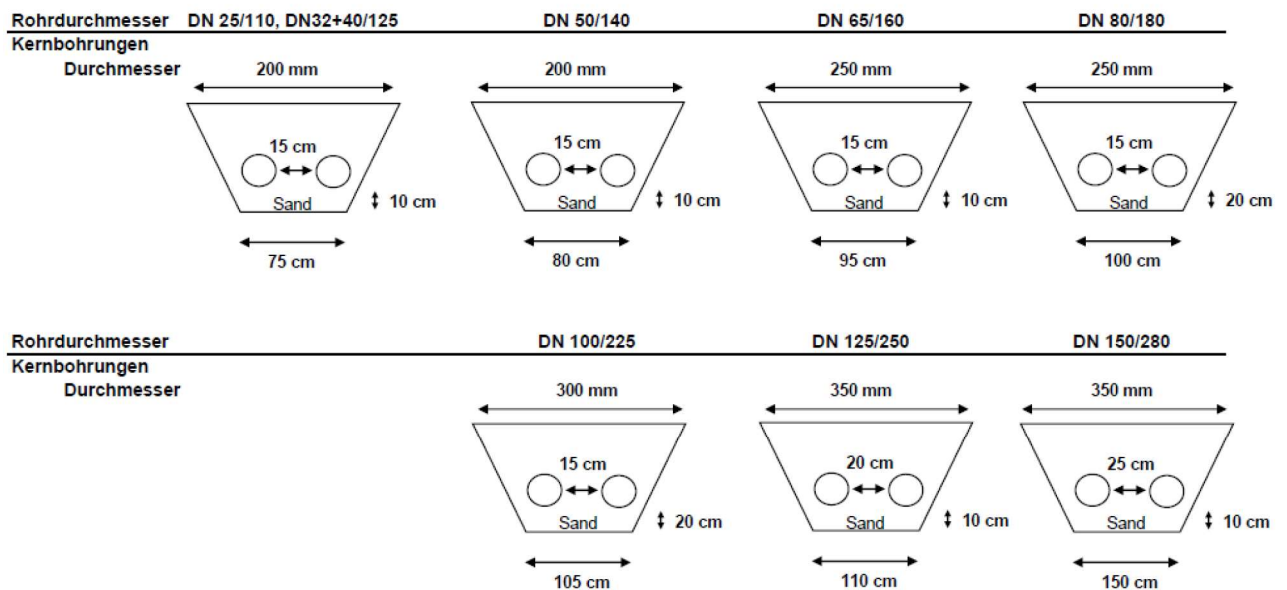 Rohrdurchmesser DN 25/110, DN32+40/125 DN 50/140 DN 65/160 DN 80/180
Kernbohrungen
Durchmesser 200 mm 200 mm 250 mm 250 mm
15 cm 15 cm 15 cm 15 cm
Sand 10 cm Sand 10 cm Sand 10 cm Sand 20 cm
75 cm 80 cm 95 cm 100 cm
Rohrdurchmesser DN 100/225 DN 125/250 DN 150/280
Kernbohrungen
Durchmesser 300 mm 350 mm 350 mm
15 cm 20 cm 25 cm
Sand 20 cm Sand 10 cm Sand 10 cm
105 cm 110 cm 150 cm